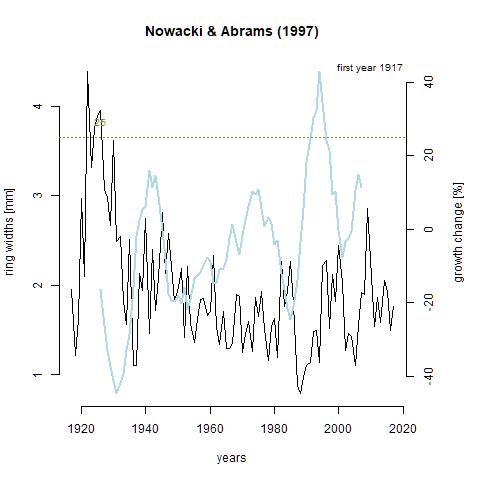 Nowacki & Abrams (1997)
first year 1917
25
ring widths [mm]
1
2
3
4
growth change [%]
-40
-20
0
20
40
1920 1940 1960 1980 2000 2020
years